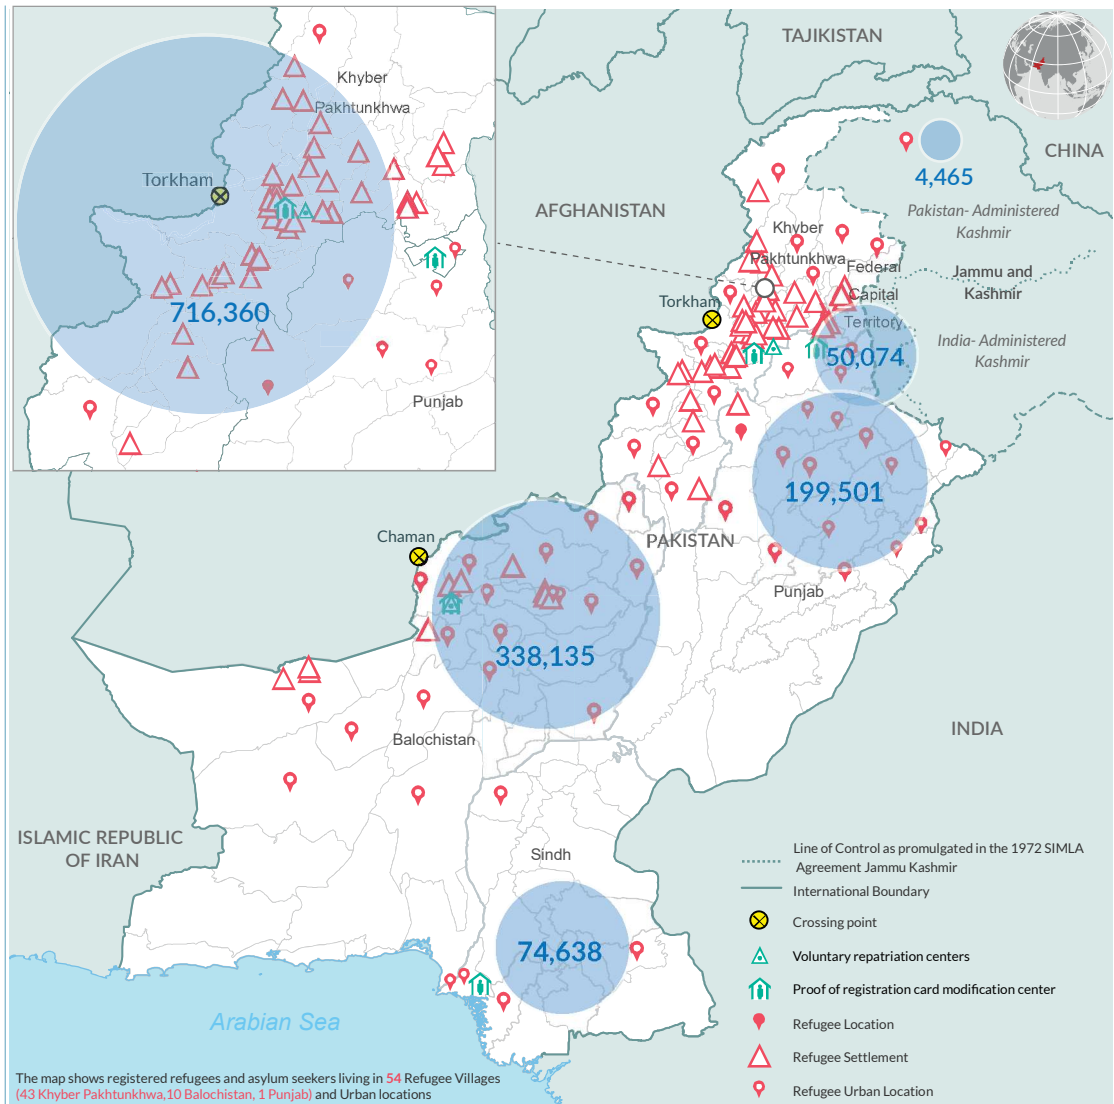 Khyber
Pakhtunkhwa
Torkham
716,360
Punjab
TAJIKISTAN
CHINA
4,465
Pakistan- Administered
Kashmir
AFGHANISTAN
Khyber
Pakhtunkhwa
Federal
Capital
Territory
Jammu and
Kashmir
Torkham
India- Administered
Kashmir
50,074
199,501
Chaman
PAKISTAN
Punjab
338,135
Balochistan
INDIA
ISLAMIC REPUBLIC
OF IRAN
Sindh
74,638
Arabian Sea
Line of Control as promulgated in the 1972 SIMLA
Agreement Jammu Kashmir
International Boundary
Crossing point
Voluntary repatriation centers
Proof of registration card modification center
Refugee Location
Refugee Settlement
Refugee Urban Location
The map shows registered refugees and asylum seekers living in 54 Refugee Villages
(43 Khyber Pakhtunkhwa,10 Balochistan, 1 Punjab) and Urban locations